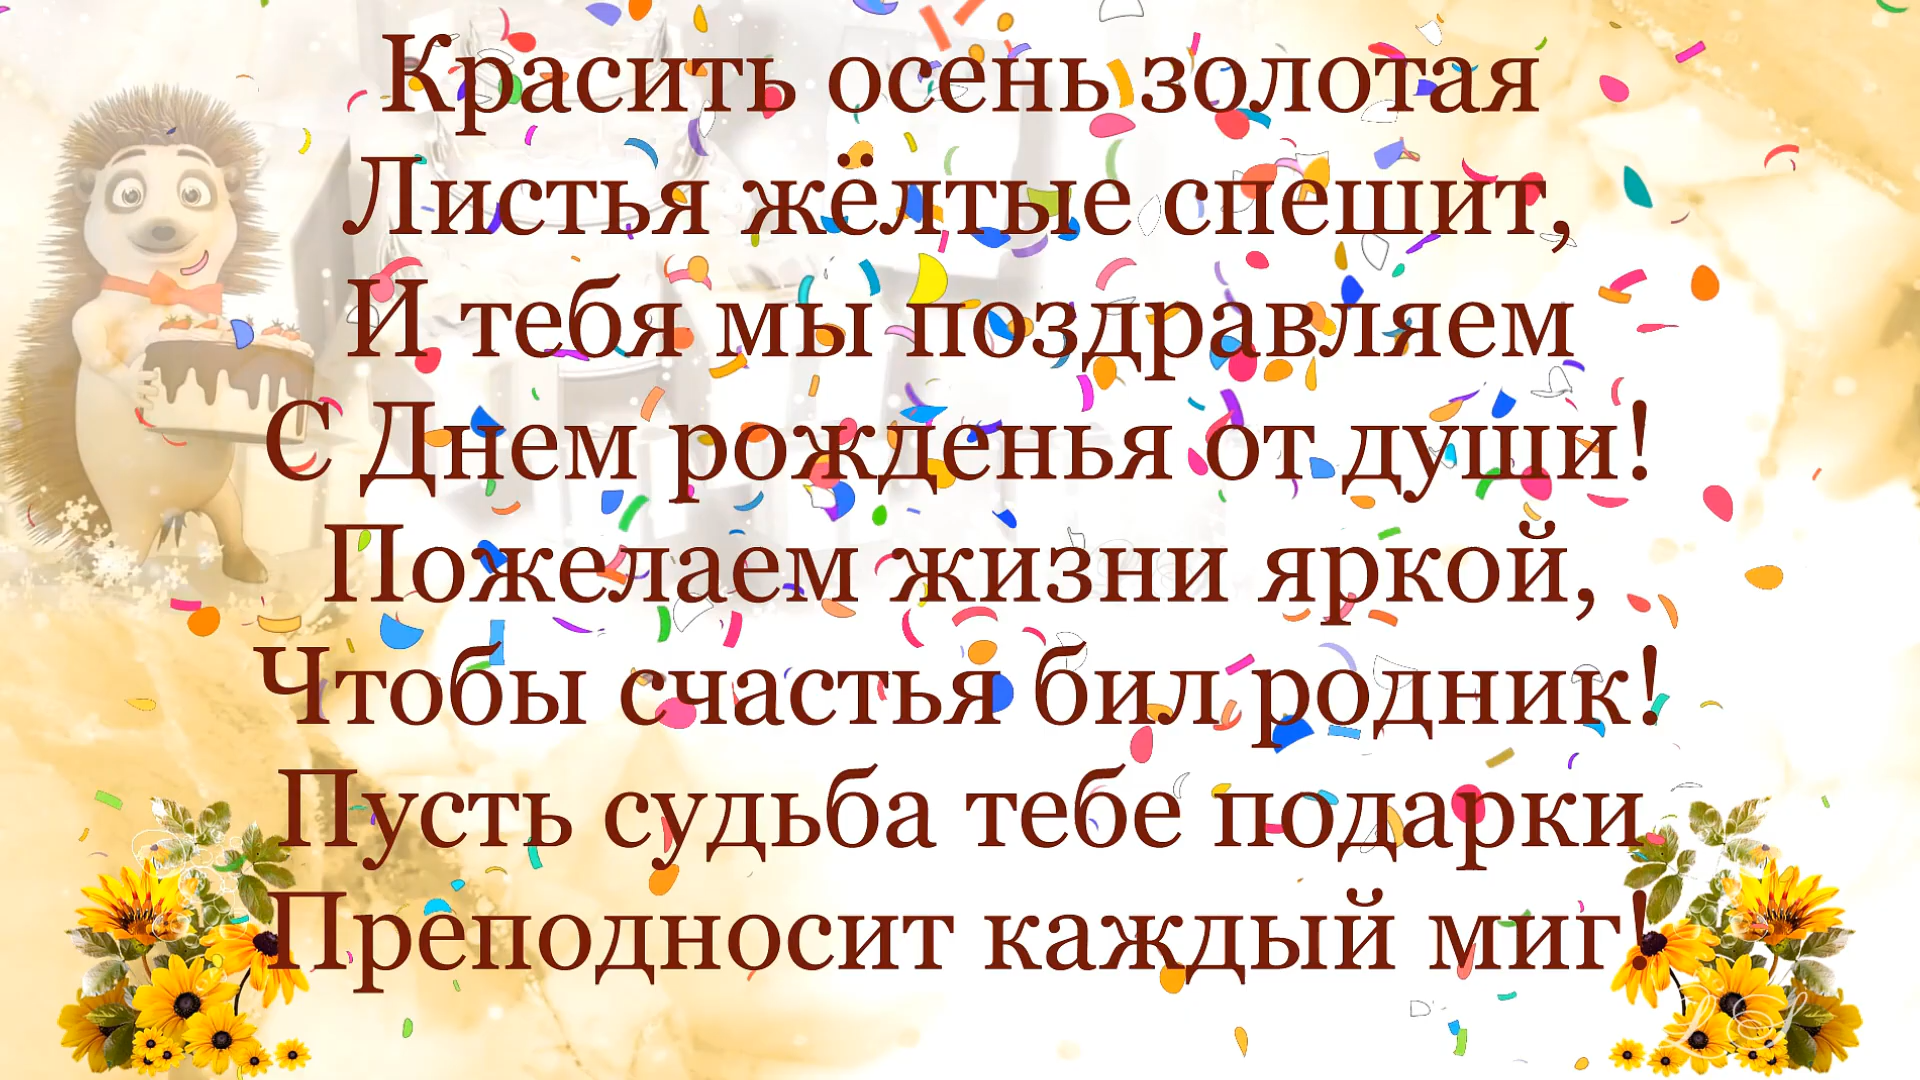 Красить осень золотая
Листья жёлтые спешит,
И тебя мы поздравляем
С Днем рожденья от души!
Пожелаем жизни яркой,
Чтобы счастья бил родник!
Пусть судьба тебе подарки
Преподносит каждый миг!